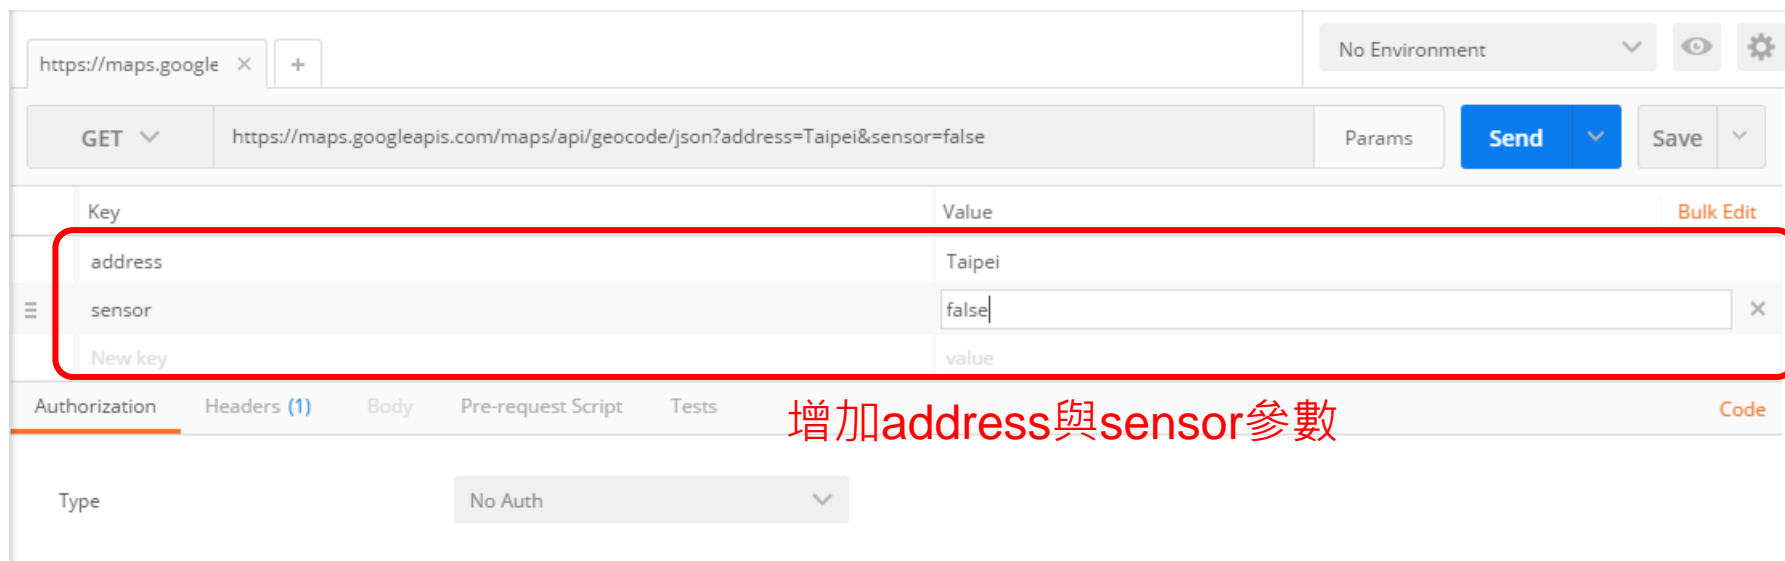 https://maps.google
+
No Environment
GET
https://maps.googleapis.com/maps/api/geocode/json?address=Taipei&sensor=false
Params
Send
Save
Key
Value
Bulk Edit
address
Taipei
sensor
false
New key
value
Authorization
Headers (1)
Body
Pre-request Script
Tests
增加address與sensor參數
Code
Type
No Auth